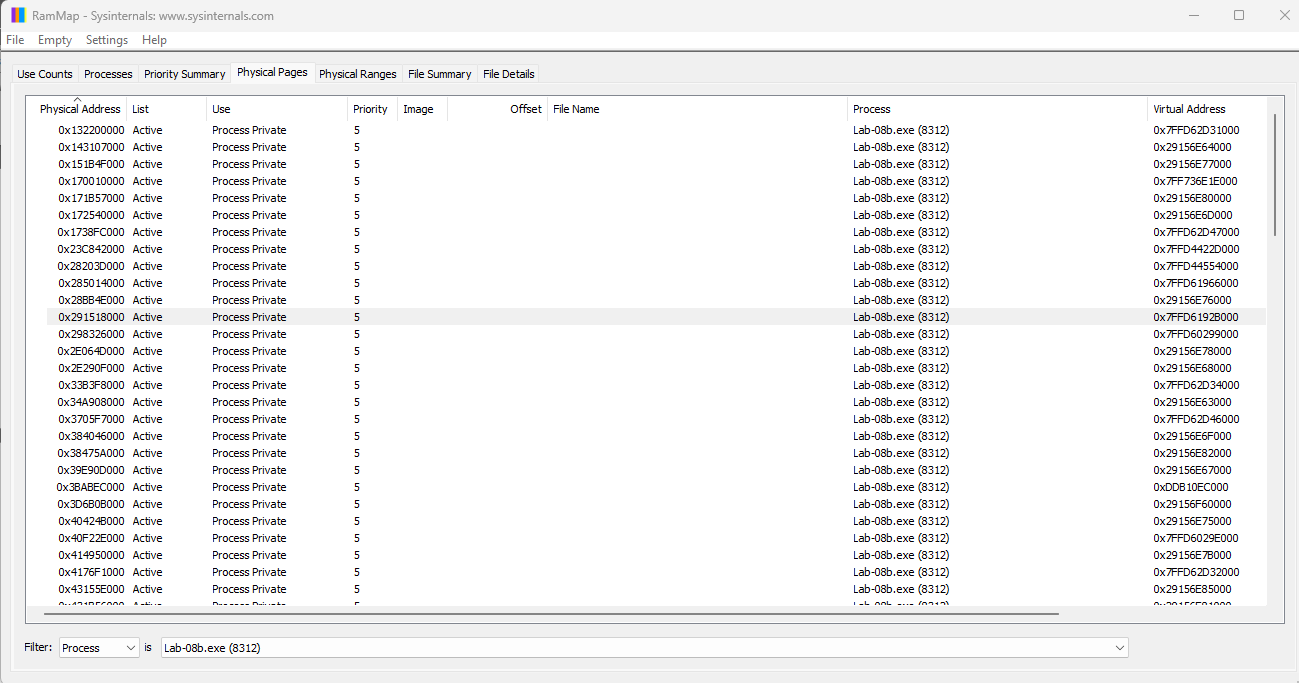 RamMap - Sysinternals: www.sysinternals.com
File Empty Settings Help
Use Counts Processes Priority Summary Physical Pages Physical Ranges File Summary File Details
Physical Address List Use Priority Image Offset File Name Process Virtual Address
0x132200000 Active Process Private 5 Lab-08b.exe (8312) 0x7FFD62D31000
0x143107000 Active Process Private 5 Lab-08b.exe (8312) 0x29156E64000
0x151B4F000 Active Process Private 5 Lab-08b.exe (8312) 0x29156E77000
0x170010000 Active Process Private 5 Lab-08b.exe (8312) 0x7FF736E1E000
0x171B57000 Active Process Private 5 Lab-08b.exe (8312) 0x29156E80000
0x172540000 Active Process Private 5 Lab-08b.exe (8312) 0x29156E6D000
0x1738FC000 Active Process Private 5 Lab-08b.exe (8312) 0x7FFD62D47000
0x23C842000 Active Process Private 5 Lab-08b.exe (8312) 0x7FFD4422D000
0x28203D000 Active Process Private 5 Lab-08b.exe (8312) 0x7FFD44554000
0x285014000 Active Process Private 5 Lab-08b.exe (8312) 0x7FFD61966000
0x28BB4E000 Active Process Private 5 Lab-08b.exe (8312) 0x29156E76000
0x291518000 Active Process Private 5 Lab-08b.exe (8312) 0x7FFD6192B000
0x298326000 Active Process Private 5 Lab-08b.exe (8312) 0x7FFD60299000
0x2E064D000 Active Process Private 5 Lab-08b.exe (8312) 0x29156E78000
0x2E290F000 Active Process Private 5 Lab-08b.exe (8312) 0x29156E68000
0x33B3F8000 Active Process Private 5 Lab-08b.exe (8312) 0x7FFD62D34000
0x34A908000 Active Process Private 5 Lab-08b.exe (8312) 0x29156E63000
0x3705F7000 Active Process Private 5 Lab-08b.exe (8312) 0x7FFD62D46000
0x384046000 Active Process Private 5 Lab-08b.exe (8312) 0x29156E6F000
0x38475A000 Active Process Private 5 Lab-08b.exe (8312) 0x29156E82000
0x39E90D000 Active Process Private 5 Lab-08b.exe (8312) 0x29156E67000
0x3BABEC000 Active Process Private 5 Lab-08b.exe (8312) 0xDDB10EC000
0x3D6B0B000 Active Process Private 5 Lab-08b.exe (8312) 0x29156F60000
0x40424B000 Active Process Private 5 Lab-08b.exe (8312) 0x29156E75000
0x40F22E000 Active Process Private 5 Lab-08b.exe (8312) 0x7FFD6029E000
0x414950000 Active Process Private 5 Lab-08b.exe (8312) 0x29156E7B000
0x4176F1000 Active Process Private 5 Lab-08b.exe (8312) 0x7FFD62D32000
0x43155E000 Active Process Private 5 Lab-08b.exe (8312) 0x29156E85000
Active Process Private 5 Lab-08b.exe (8312)
Filter: Process is Lab-08b.exe (8312)